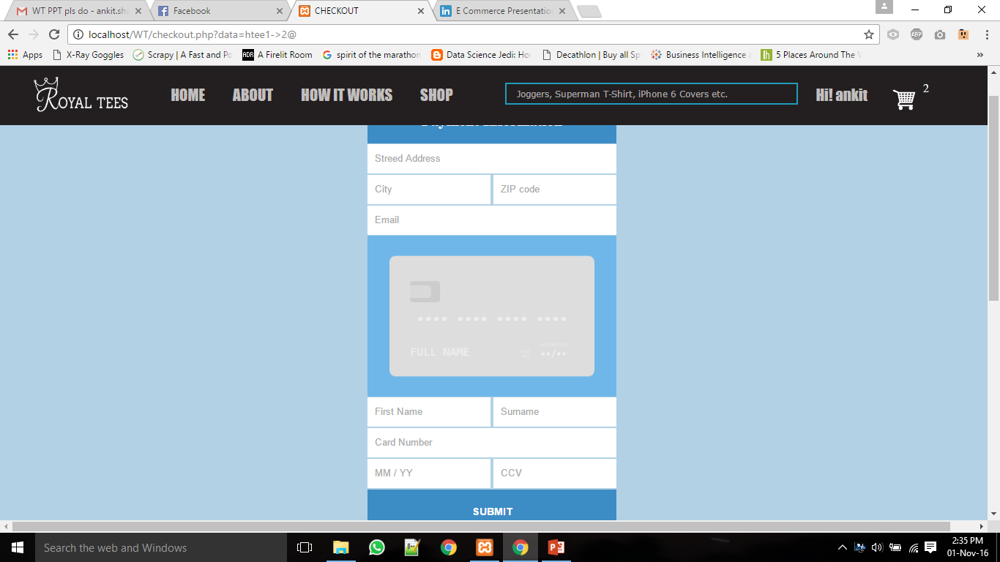 WT PPT pls do - ankit.sha
Facebook
CHECKOUT
E Commerce Presentatio
localhost/WT/checkout.php?data=htee1->2@
ABP
Apps
X-Ray Goggles
Scrapy | A Fast and Po
ADR A Firelit Room
spirit of the marathon
Data Science Jedi: Ho
Decathlon | Buy all Sp
Business Intelligence a
5 Places Around The W
ROYAL TEES
HOME
ABOUT
HOW IT WORKS
SHOP
Joggers, Superman T-Shirt, iPhone 6 Covers etc.
Hi! ankit
2
Streed Address
City
ZIP code
Email
•••• •••• •••• ••••
FULL NAME
••/••
First Name
Surname
Card Number
MM / YY
CCV
SUBMIT
Search the web and Windows
2:35 PM
01-Nov-16